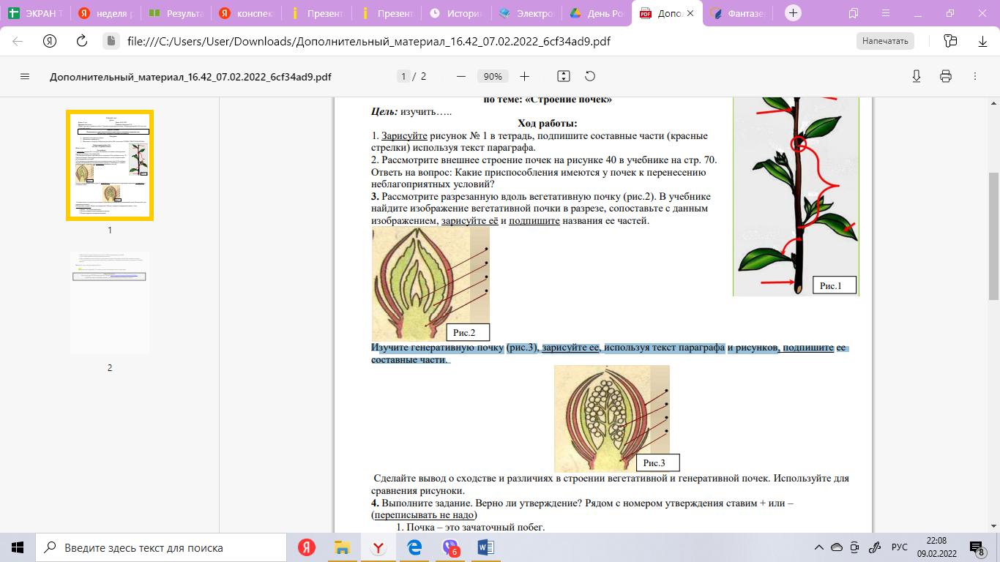 ЭКРАН Т
неделя р
Результа
конспек
Презент
Презент
Истори
Электро
День Ро
Допол
Фантазе
file:///C:/Users/User/Downloads/Дополнительный_материал_16.42_07.02.2022_6cf34ad9.pdf
Напечатать
Дополнительный_материал_16.42_07.02.2022_6cf34ad9.pdf
1 / 2
90%
по теме: «Строение почек»
Цель: изучить…..
Ход работы:
1. Зарисуйте рисунок № 1 в тетрадь, подпишите составные части (красные
стрелки) используя текст параграфа.
2. Рассмотрите внешнее строение почек на рисунке 40 в учебнике на стр. 70.
Ответь на вопрос: Какие приспособления имеются у почек к перенесению
неблагоприятных условий?
3. Рассмотрите разрезанную вдоль вегетативную почку (рис.2). В учебнике
найдите изображение вегетативной почки в разрезе, сопоставьте с данным
изображением, зарисуйте её и подпишите названия ее частей.
Рис.1
Рис.2
Изучите генеративную почку (рис.3), зарисуйте ее, используя текст параграфа и рисунков, подпишите ее
составные части.
Рис.3
Сделайте вывод о сходстве и различиях в строении вегетативной и генеративной почек. Используйте для
сравнения рисуноки.
4. Выполните задание. Верно ли утверждение? Рядом с номером утверждения ставим + или –
(переписывать не надо)
1. Почка – это зачаточный побег.
1
2
Введите здесь текст для поиска
6
РУС
22:08
09.02.2022
8